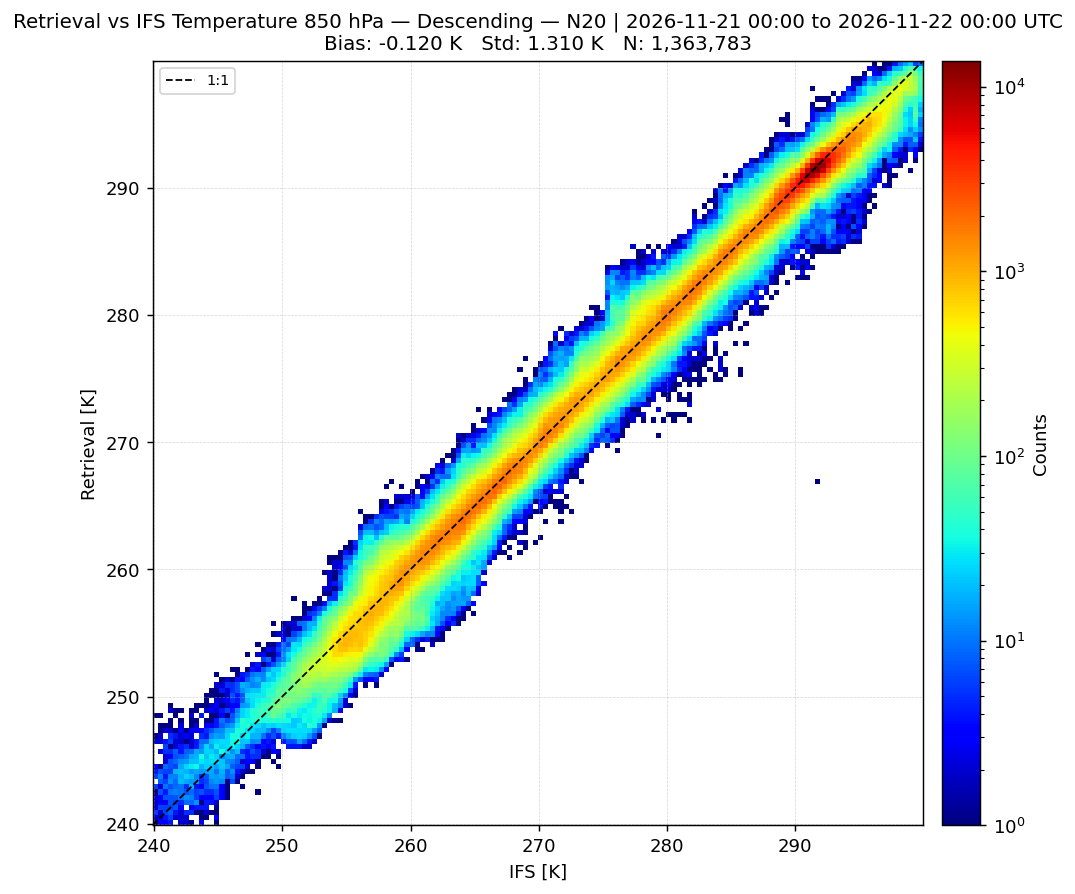 Retrieval vs IFS Temperature 850 hPa — Descending — N20 | 2026-11-21 00:00 to 2026-11-22 00:00 UTC
Bias: -0.120 K   Std: 1.310 K   N: 1,363,783
1:1
290
280
270
260
250
240
Retrieval [K]
240 250 260 270 280 290
IFS [K]
10⁴
10³
10²
10¹
10⁰
Counts